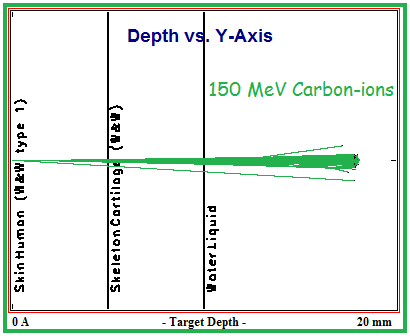 Depth vs. Y-Axis
150 MeV Carbon-ions
Skin Human (W&W type 1)
Skeleton Cartilage (W&W)
Water Liquid
0 A
- Target Depth -
20 mm